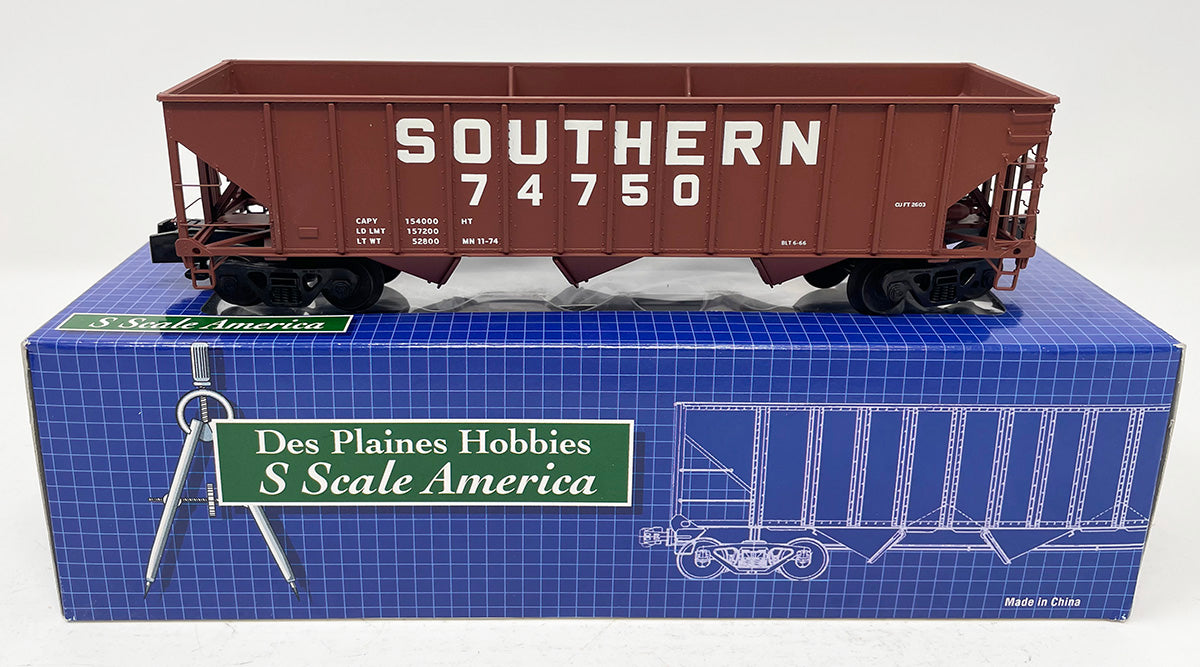 SOUTHERN
74750
CAPY 154000 HT
LD LMT 157200
LT WT 52800 MN 11-74
BLT 6-66
CU FT 2603
S Scale America
Des Plaines Hobbies
S Scale America
Made in China